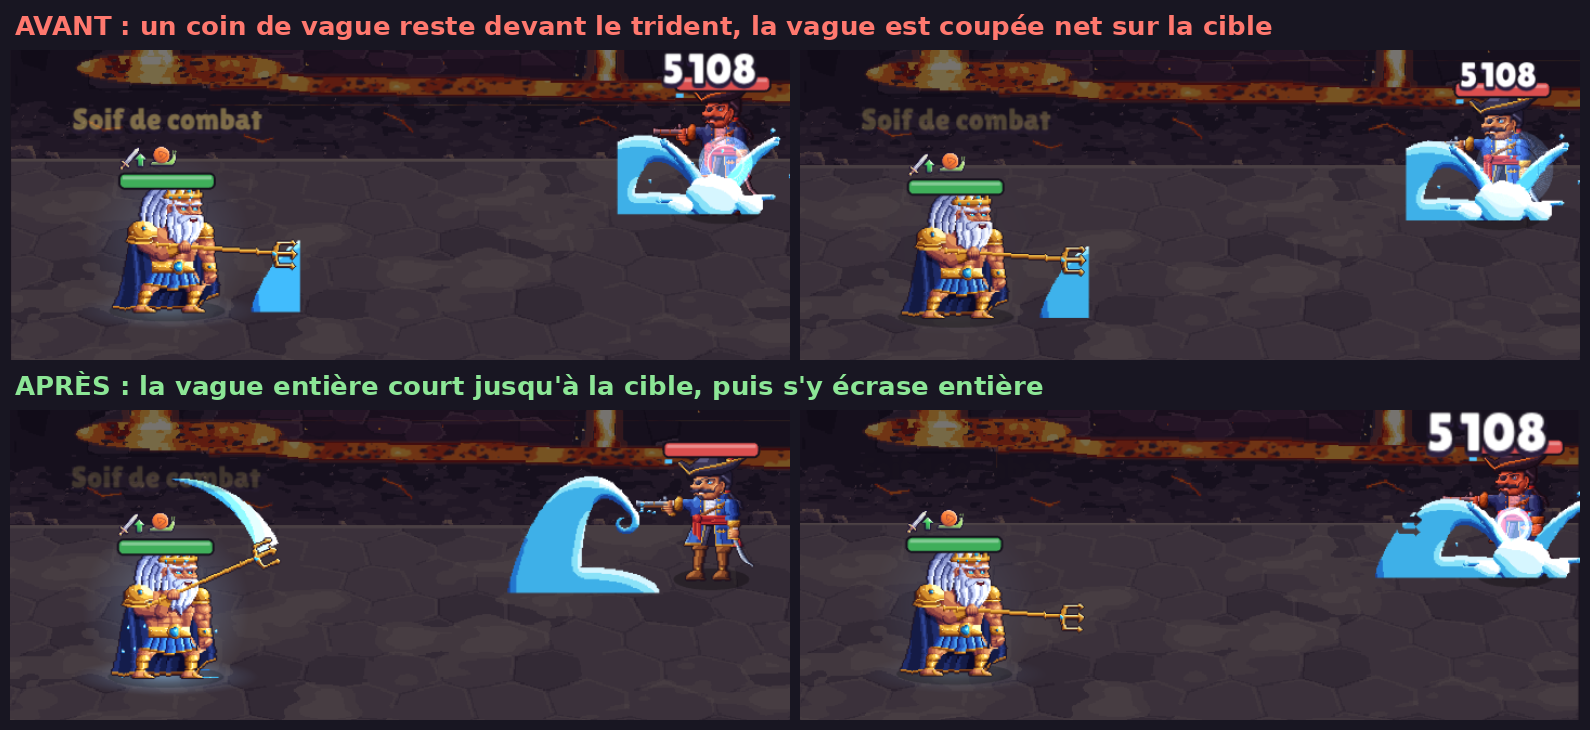 AVANT : un coin de vague reste devant le trident, la vague est coupée net sur la cible
5108
5108
Soif de combat
Soif de combat
APRÈS : la vague entière court jusqu'à la cible, puis s'y écrase entière
5108
Soif de combat